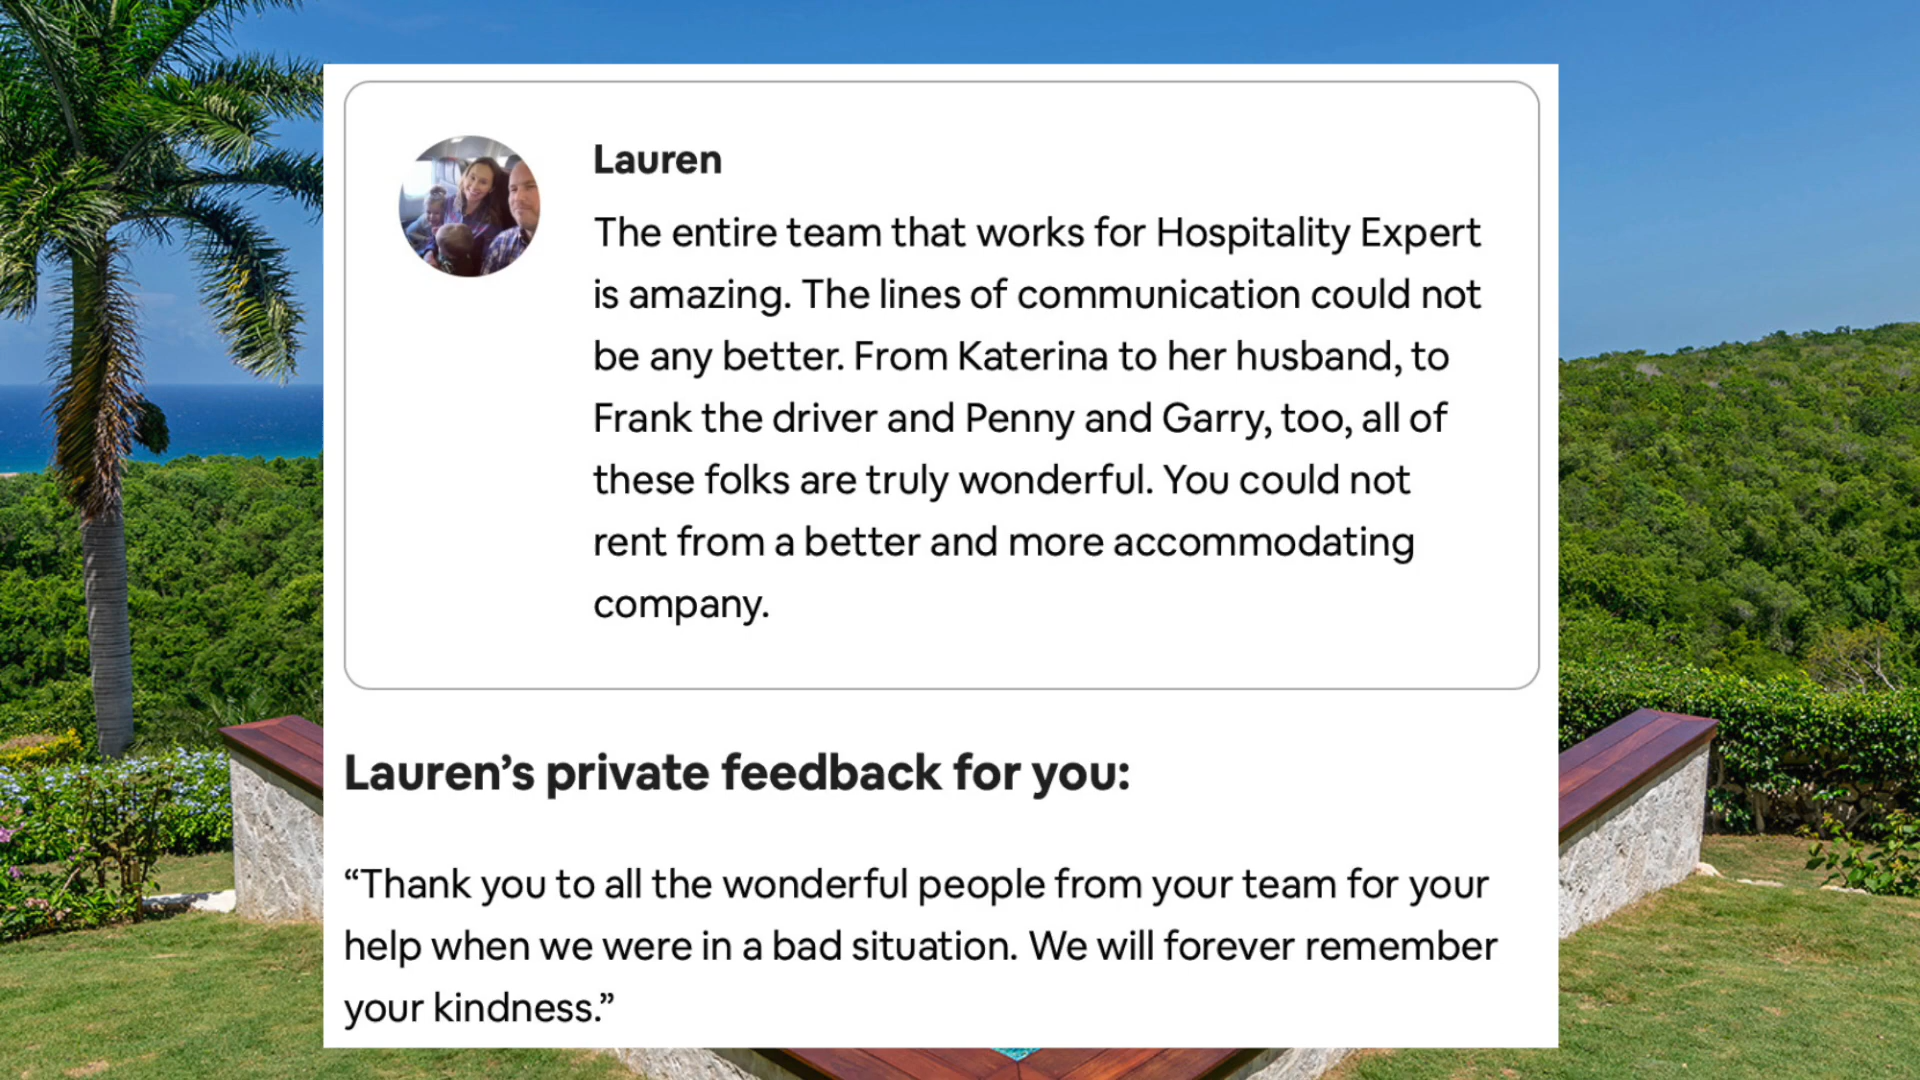 Lauren
The entire team that works for Hospitality Expert
is amazing. The lines of communication could not
be any better. From Katerina to her husband, to
Frank the driver and Penny and Garry, too, all of
these folks are truly wonderful. You could not
rent from a better and more accommodating
company.
Lauren’s private feedback for you:
“Thank you to all the wonderful people from your team for your
help when we were in a bad situation. We will forever remember
your kindness.”